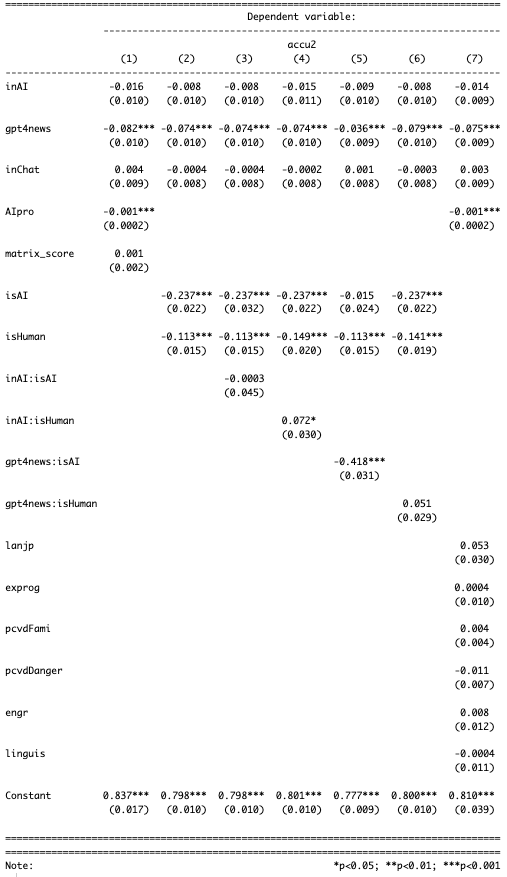 ================================================================================
Dependent variable:
--------------------------------------------------------------------
accu2
(1) (2) (3) (4) (5) (6) (7)
--------------------------------------------------------------------------------
inAI -0.016 -0.008 -0.008 -0.015 -0.009 -0.008 -0.014
(0.010) (0.010) (0.010) (0.011) (0.010) (0.010) (0.009)
gpt4news -0.082*** -0.074*** -0.074*** -0.074*** -0.036*** -0.079*** -0.075***
(0.010) (0.010) (0.010) (0.010) (0.009) (0.010) (0.009)
inChat 0.004 -0.0004 -0.0004 -0.0002 0.001 -0.0003 0.003
(0.009) (0.008) (0.008) (0.008) (0.008) (0.008) (0.009)
AIpro -0.001*** -0.001***
(0.0002) (0.0002)
matrix_score 0.001
(0.002)
isAI -0.237*** -0.237*** -0.237*** -0.015 -0.237***
(0.022) (0.032) (0.022) (0.024) (0.022)
isHuman -0.113*** -0.113*** -0.149*** -0.113*** -0.141***
(0.015) (0.015) (0.020) (0.015) (0.019)
inAI:isAI -0.0003
(0.045)
inAI:isHuman 0.072*
(0.030)
gpt4news:isAI -0.418***
(0.031)
gpt4news:isHuman 0.051
(0.029)
lanjp 0.053
(0.030)
exprog 0.0004
(0.010)
pcvdFami 0.004
(0.004)
pcvdDanger -0.011
(0.007)
engr 0.008
(0.012)
linguis -0.0004
(0.011)
Constant 0.837*** 0.798*** 0.798*** 0.801*** 0.777*** 0.800*** 0.810***
(0.017) (0.010) (0.010) (0.010) (0.009) (0.010) (0.039)
================================================================================
================================================================================
Note: *p<0.05; **p<0.01; ***p<0.001